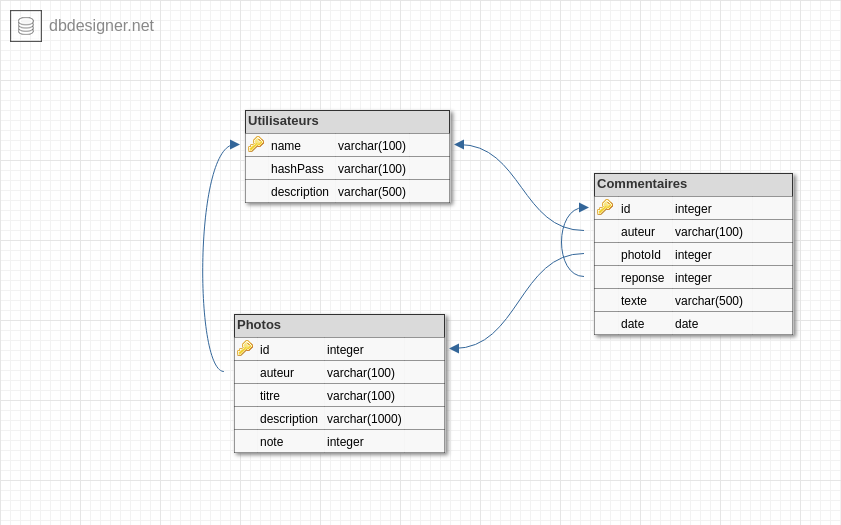 dbdesigner.net
Utilisateurs
name varchar(100)
hashPass varchar(100)
description varchar(500)
Commentaires
id integer
auteur varchar(100)
photoId integer
reponse integer
texte varchar(500)
date date
Photos
id integer
auteur varchar(100)
titre varchar(100)
description varchar(1000)
note integer